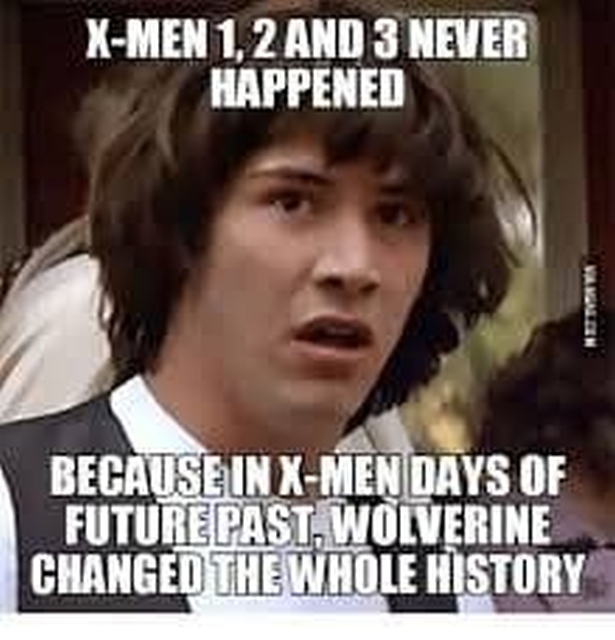 X-MEN 1, 2 AND 3 NEVER
HAPPENED
BECAUSE IN X-MEN DAYS OF
FUTURE PAST, WOLVERINE
CHANGED THE WHOLE HISTORY